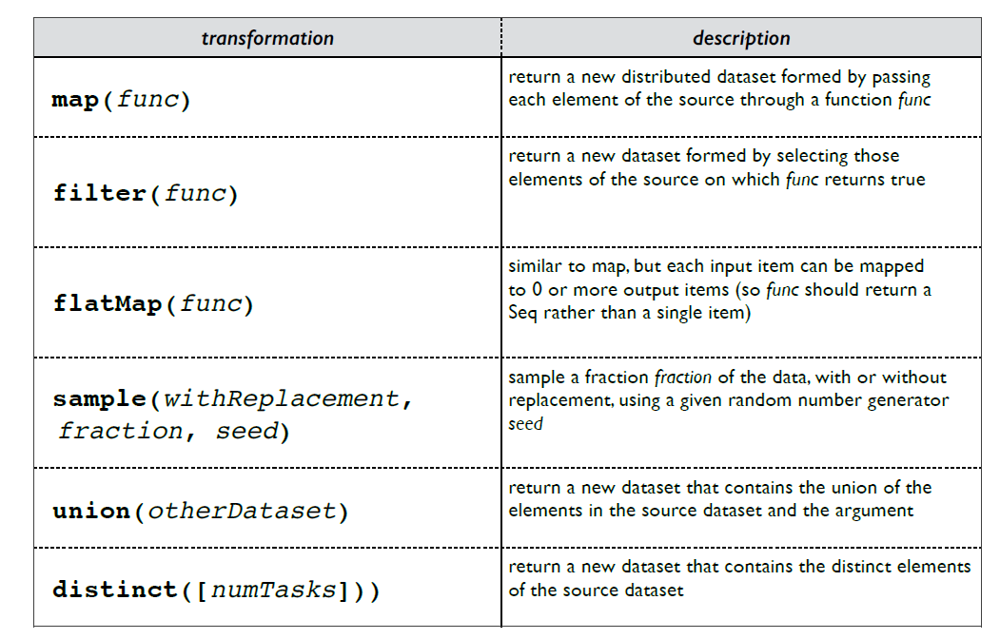 transformation description
map(func)
return a new distributed dataset formed by passing
each element of the source through a function func
filter(func)
return a new dataset formed by selecting those
elements of the source on which func returns true
flatMap(func)
similar to map, but each input item can be mapped
to 0 or more output items (so func should return a
Seq rather than a single item)
sample(withReplacement,
fraction, seed)
sample a fraction fraction of the data, with or without
replacement, using a given random number generator
seed
union(otherDataset)
return a new dataset that contains the union of the
elements in the source dataset and the argument
distinct([numTasks]))
return a new dataset that contains the distinct elements
of the source dataset